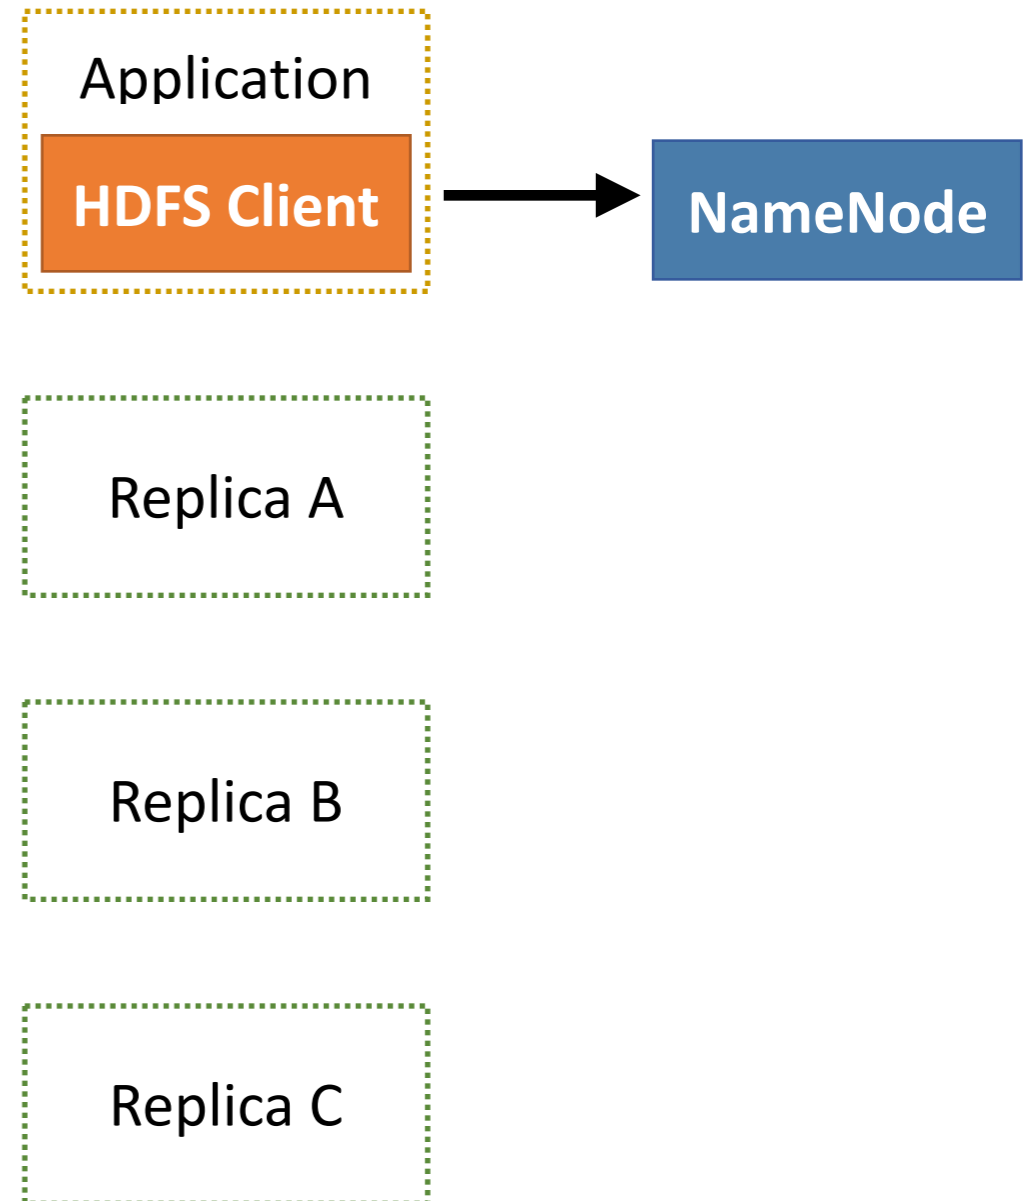 Application
HDFS Client
NameNode
Replica A
Replica B
Replica C